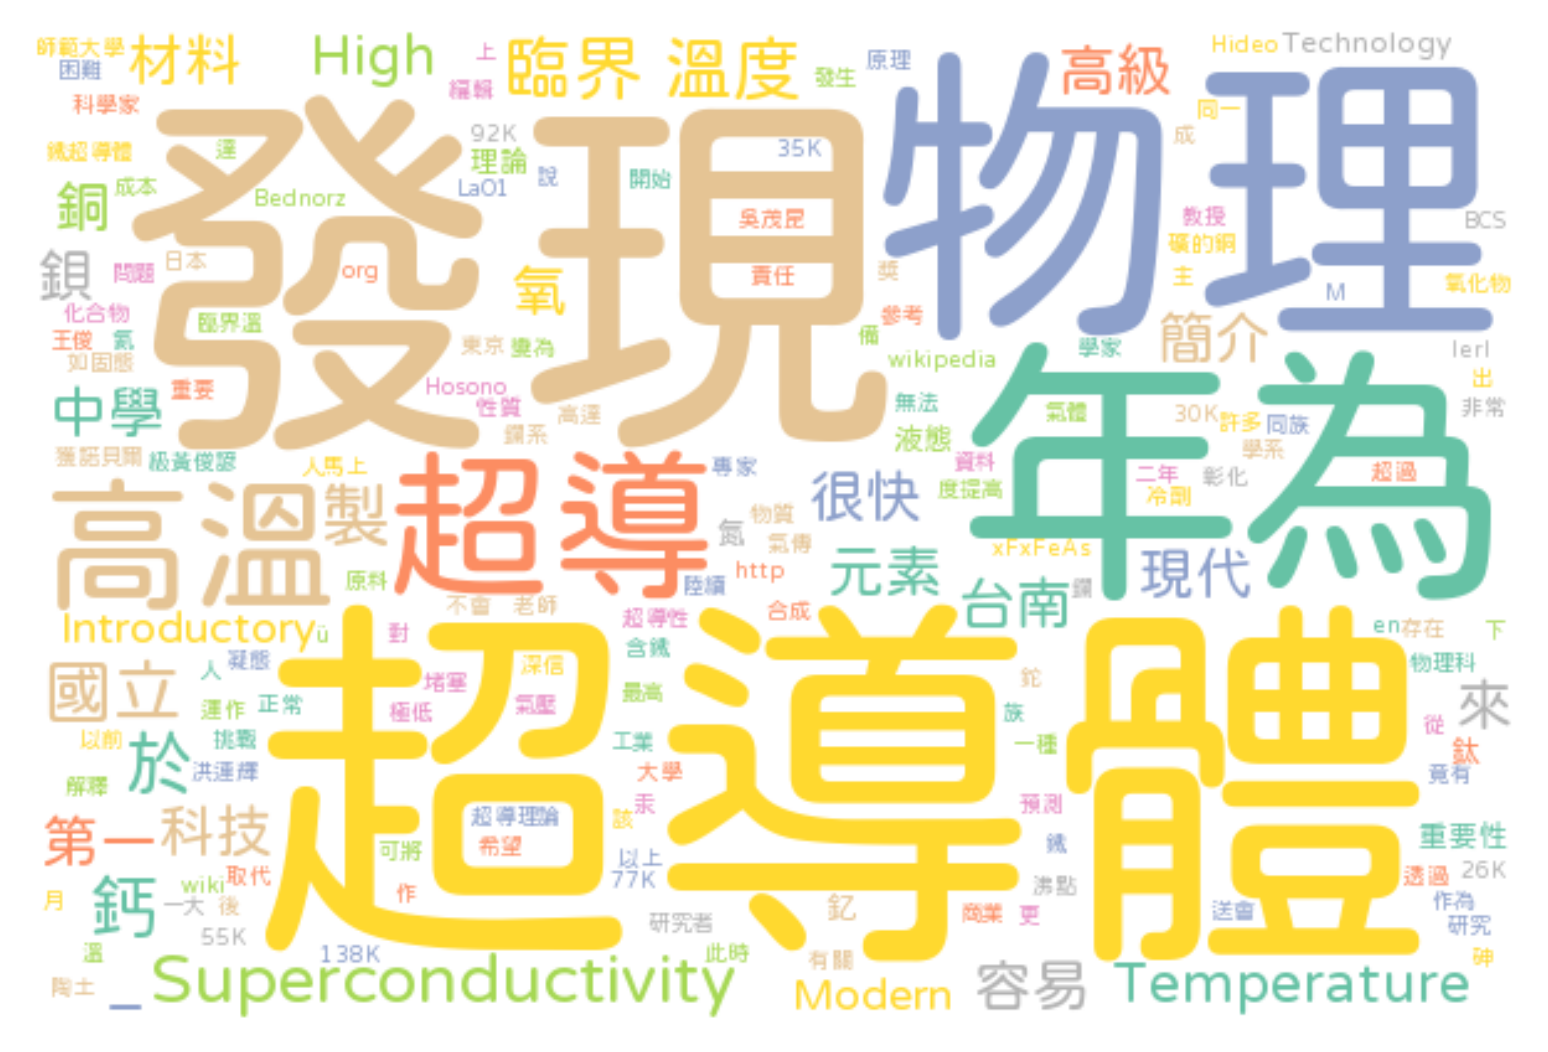 師範大學 材料 High 上 臨界 溫度 原理 高級 Hideo Technology
困難 編輯 發生
科學家 92K 35K 同一
鐵超導體 達 發現 理論 物理 成
銅 成本 Bednorz LaO1 說 開始 吳茂昆 教授 BCS
礦的銅
鋇 問題 日本 org 氧 責任 獎 主 M 氧化物
化合物 臨界溫 參考 簡介
王俊 氦 東京 變為 備 wikipedia 學家 lerl
如固態 出
中學 重要 Hosono 性質 高達 無法 年為 氣體 30K 許多 同族 非常
獲諾貝爾 級黃俊諺 人馬上 鑭系 液態 學系
高溫 製 超導 專家 很快 資料 二年 彰化 超過
度提高 冷劑
物質 氮 氣傳 xFxFeAs
原料 http 陸續 元素 台南 鑭 現代
Introductory ü 對 不會 老師 超導性 合成 en 存在 下
國立 人 凝態 超導體 深信 含鐵 鉈 物理科 來
運作 正常 堵塞 極低 氣壓 最高 族 從
以前 於 挑戰 工業 一種 鈦
解釋 洪連輝 大學 竟有
第一 科技 超導理論 汞 該 預測 重要性
可將 希望 以上 鐵
鈣 wiki 取代 作 77K 沸點 透過 26K
月 一大 後 釔 商業 更 送會 作為
55K 研究者 研究
溫 138K 此時 有關 砷
陶土 _ Superconductivity Modern 容易 Temperature